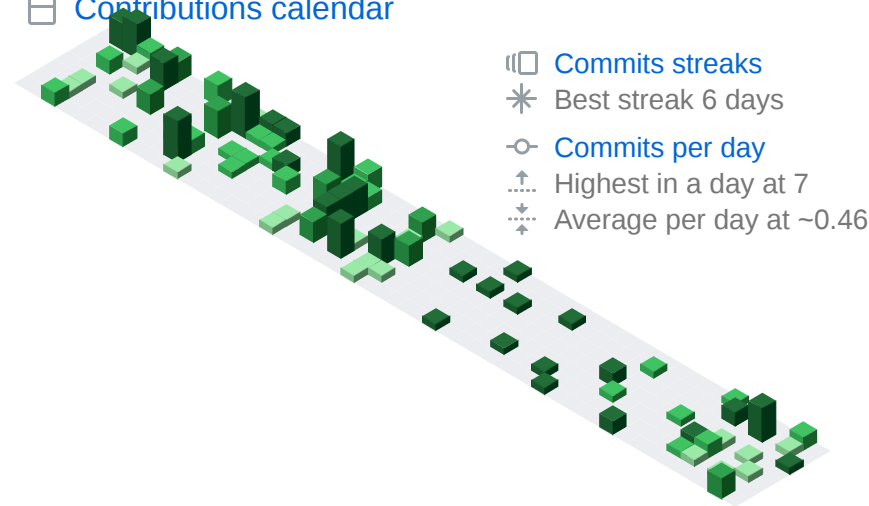 Contributions calendar
Commits streaks
Best streak 6 days
Commits per day
Highest in a day at 7
Average per day at ~0.46